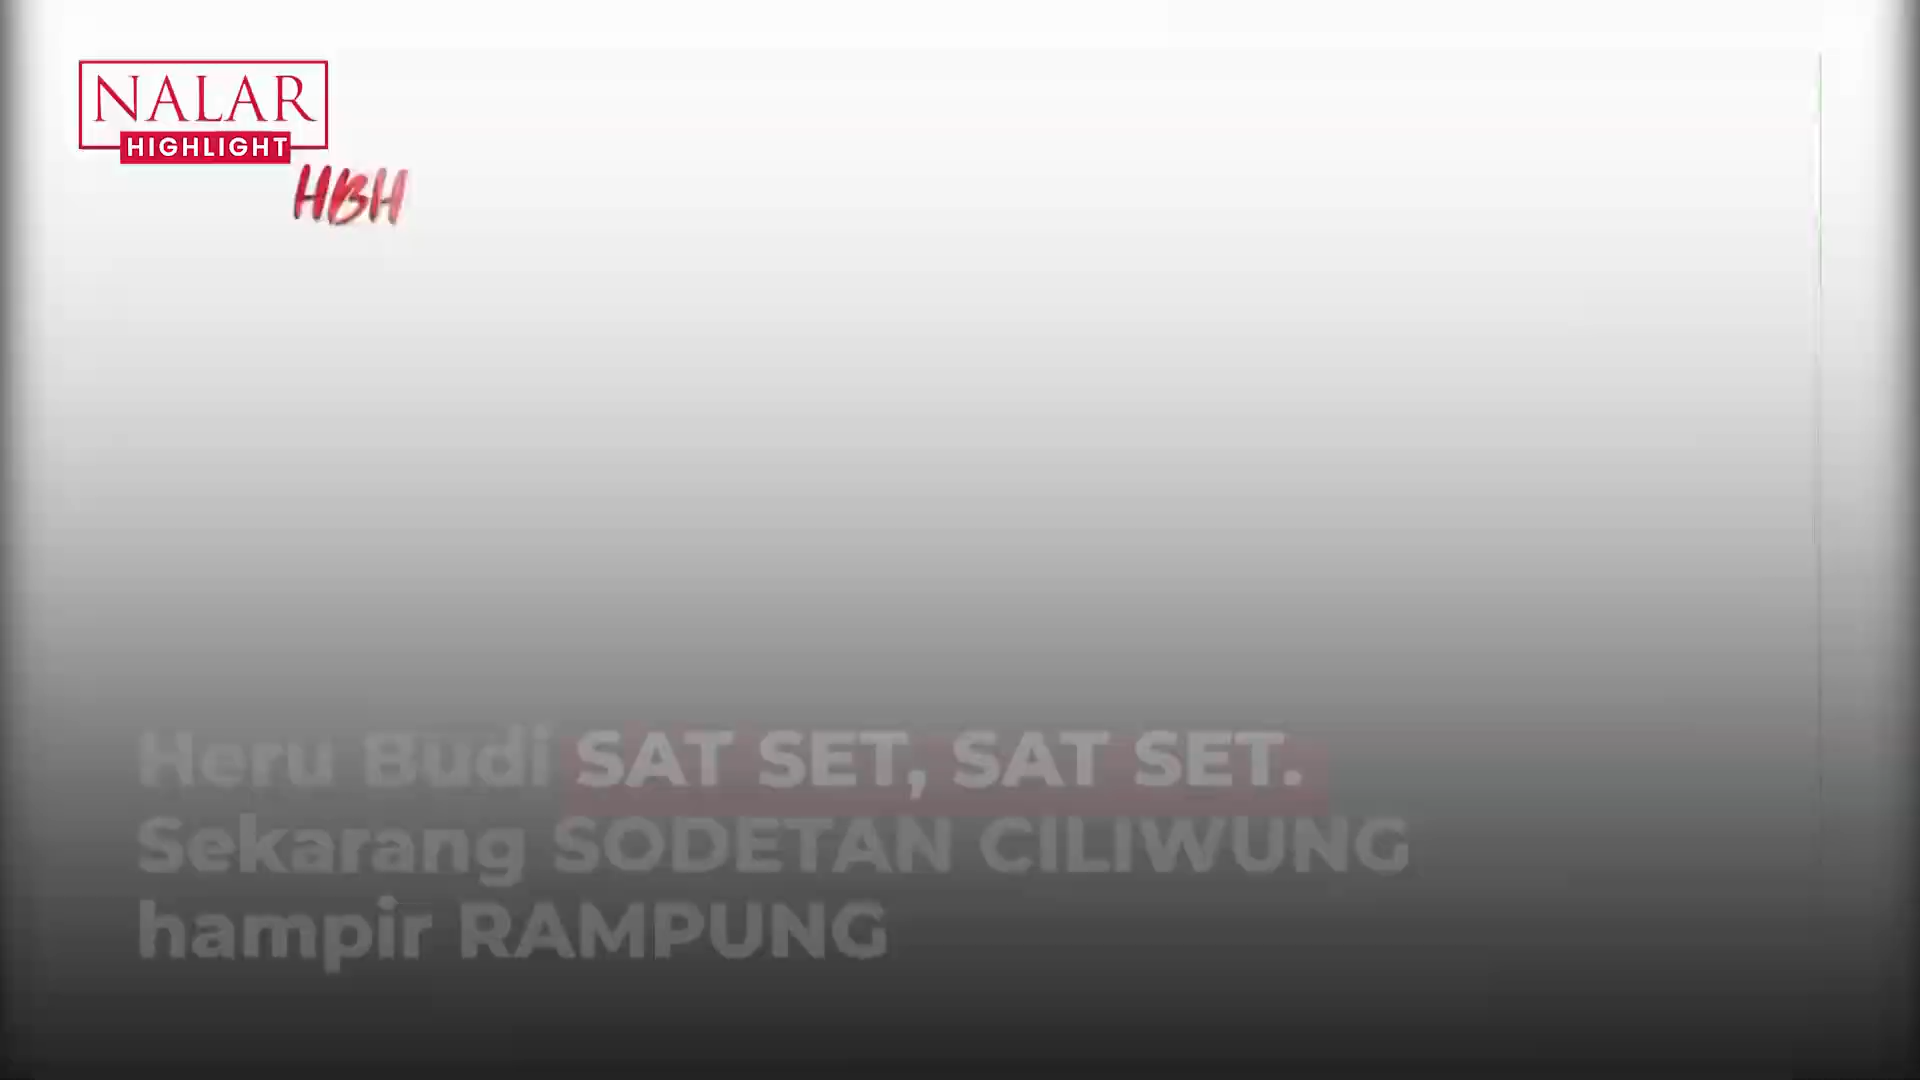 NALAR
HIGHLIGHT
HBH
Heru Budi SAT SET, SAT SET.
Sekarang SODETAN CILIWUNG
hampir RAMPUNG